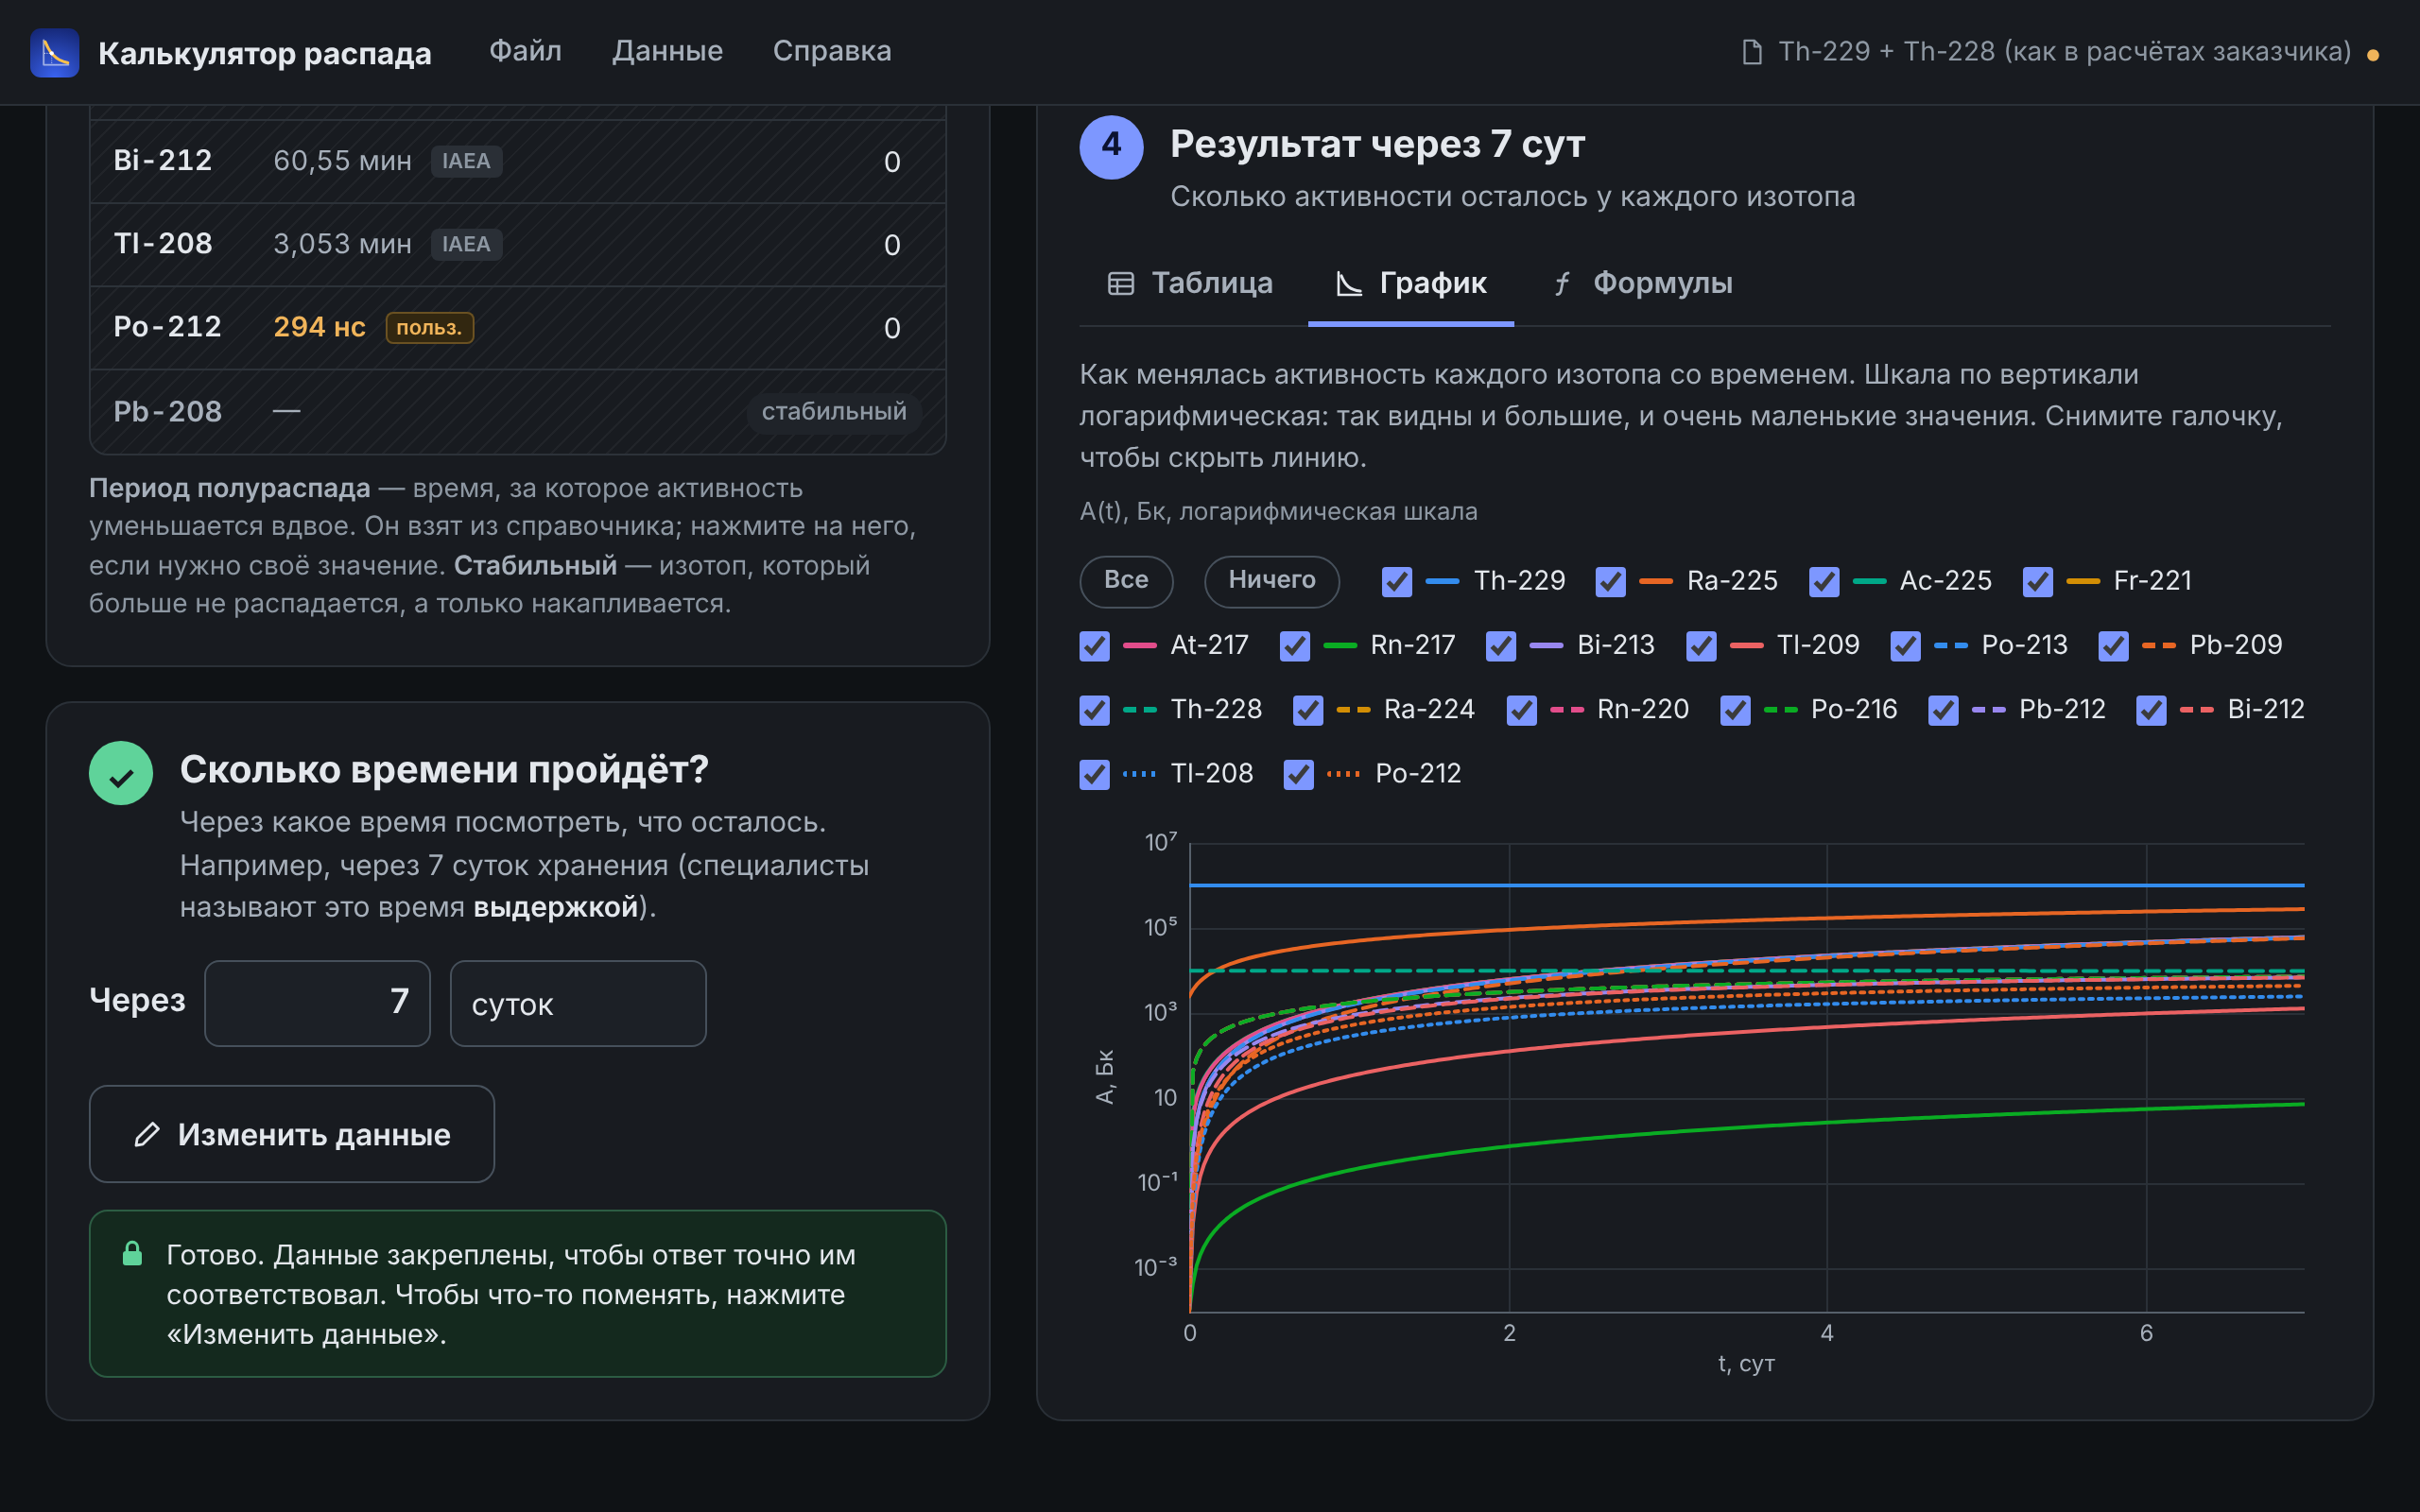 Калькулятор распада
Файл
Данные
Справка
Th-229 + Th-228 (как в расчётах заказчика)
Bi-212 60,55 мин IAEA 0
Tl-208 3,053 мин IAEA 0
Po-212 294 нс польз. 0
Pb-208 — стабильный
Период полураспада — время, за которое активность
уменьшается вдвое. Он взят из справочника; нажмите на него,
если нужно своё значение. Стабильный — изотоп, который
больше не распадается, а только накапливается.
Сколько времени пройдёт?
Через какое время посмотреть, что осталось.
Например, через 7 суток хранения (специалисты
называют это время выдержкой).
Через 7 суток
Изменить данные
Готово. Данные закреплены, чтобы ответ точно им
соответствовал. Чтобы что-то поменять, нажмите
«Изменить данные».
4 Результат через 7 сут
Сколько активности осталось у каждого изотопа
Таблица
График
f Формулы
Как менялась активность каждого изотопа со временем. Шкала по вертикали
логарифмическая: так видны и большие, и очень маленькие значения. Снимите галочку,
чтобы скрыть линию.
A(t), Бк, логарифмическая шкала
Все Ничего Th-229 Ra-225 Ac-225 Fr-221
At-217 Rn-217 Bi-213 Tl-209 Po-213 Pb-209
Th-228 Ra-224 Rn-220 Po-216 Pb-212 Bi-212
Tl-208 Po-212
10⁷
10⁵
10³
10
10⁻¹
10⁻³
A, Бк
0 2 4 6
t, сут